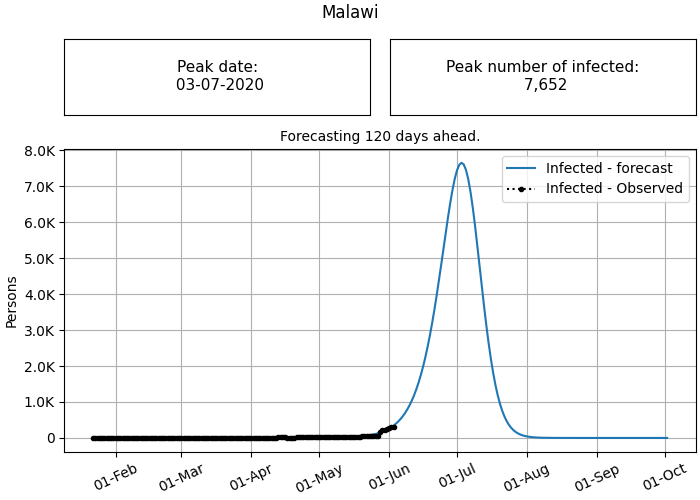 Malawi
Peak date:
03-07-2020
Peak number of infected:
7,652
Forecasting 120 days ahead.
8.0K
7.0K
6.0K
5.0K
4.0K
3.0K
2.0K
1.0K
0
Persons
Infected - forecast
Infected - Observed
01-Feb
01-Mar
01-Apr
01-May
01-Jun
01-Jul
01-Aug
01-Sep
01-Oct